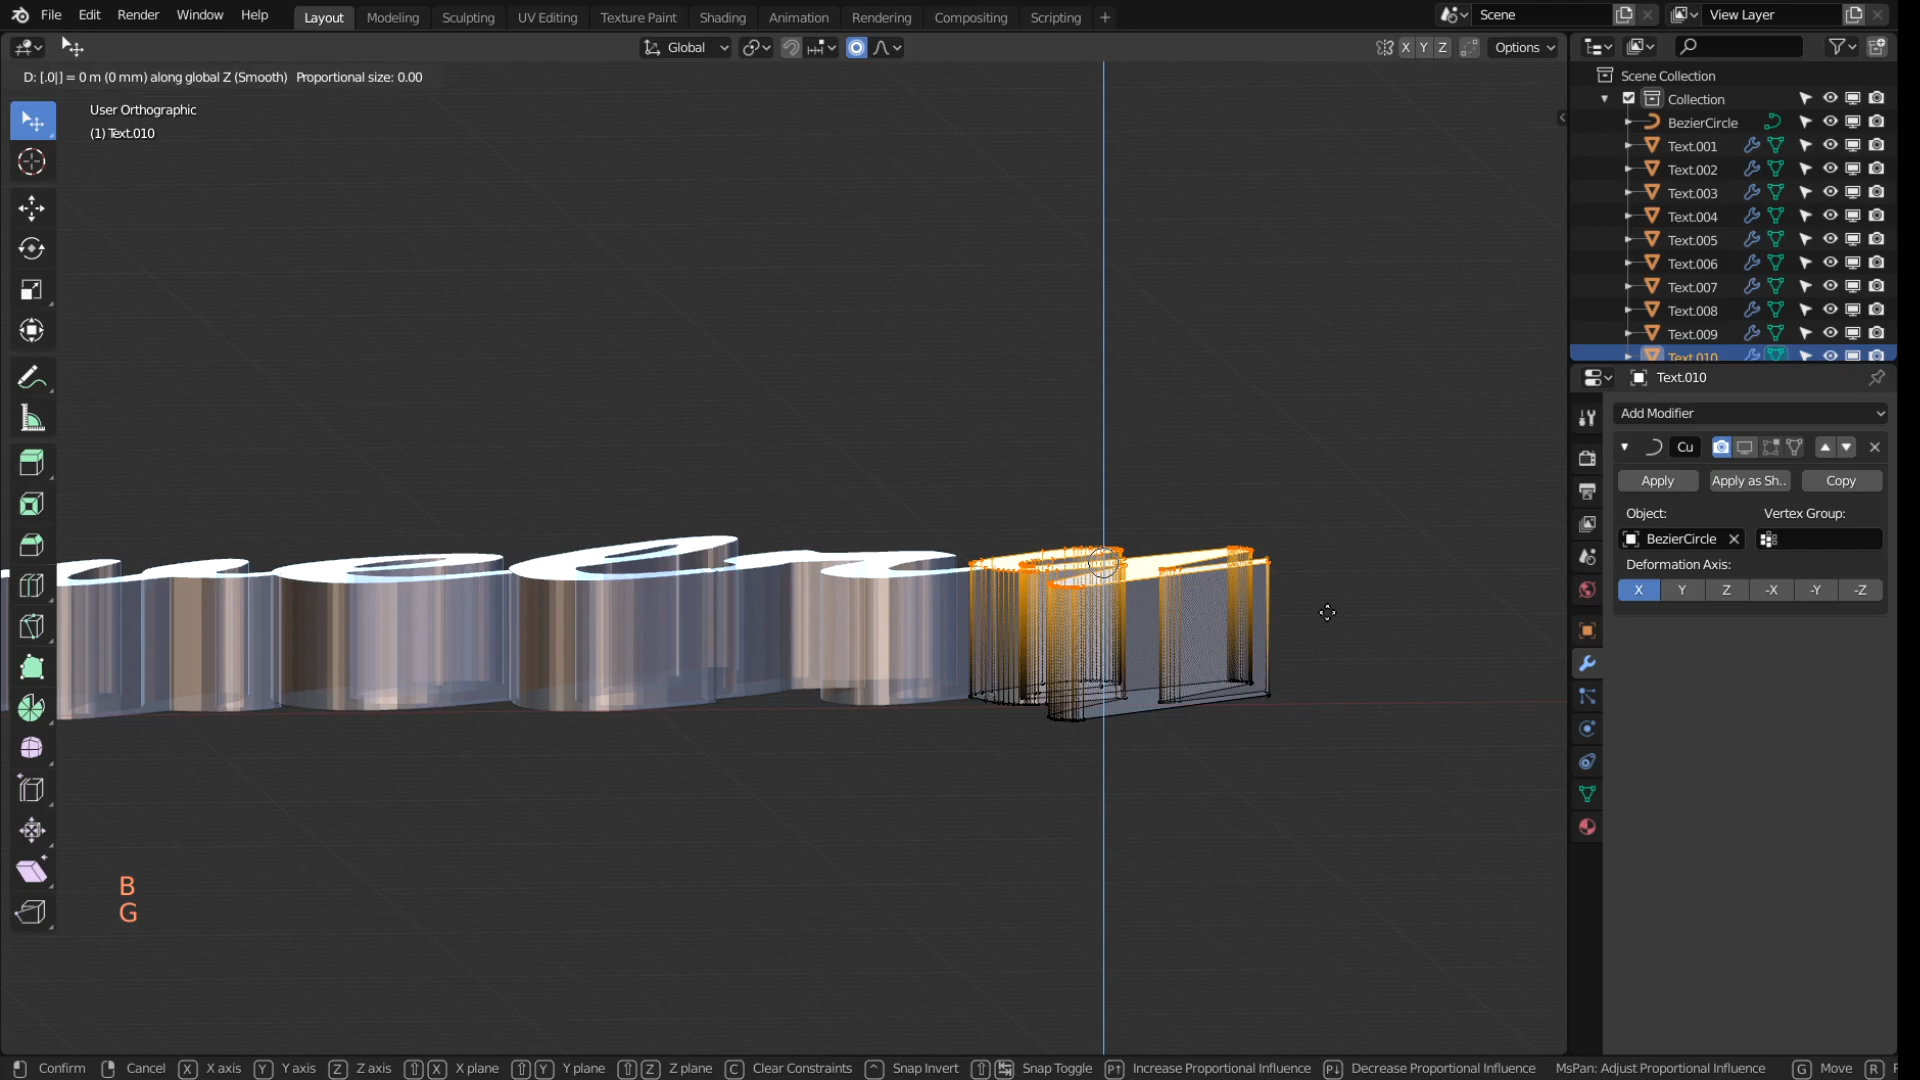 File Edit Render Window Help Layout Modeling Sculpting UV Editing Texture Paint Shading Animation Rendering Compositing Scripting + Scene View Layer
Global X Y Z Options
D: [.0|] = 0 m (0 mm) along global Z (Smooth) Proportional size: 0.00
User Orthographic
(1) Text.010
Scene Collection
Collection
BezierCircle
Text.001
Text.002
Text.003
Text.004
Text.005
Text.006
Text.007
Text.008
Text.009
Text.010
Text.010
Add Modifier
Cu
Apply Apply as Sh.. Copy
Object: Vertex Group:
BezierCircle
Deformation Axis:
X Y Z -X -Y -Z
B
G
Confirm Cancel X X axis Y Y axis Z Z axis X X plane Y Y plane Z Z plane C Clear Constraints ^ Snap Invert Snap Toggle P↑ Increase Proportional Influence P↓ Decrease Proportional Influence MsPan: Adjust Proportional Influence G Move R